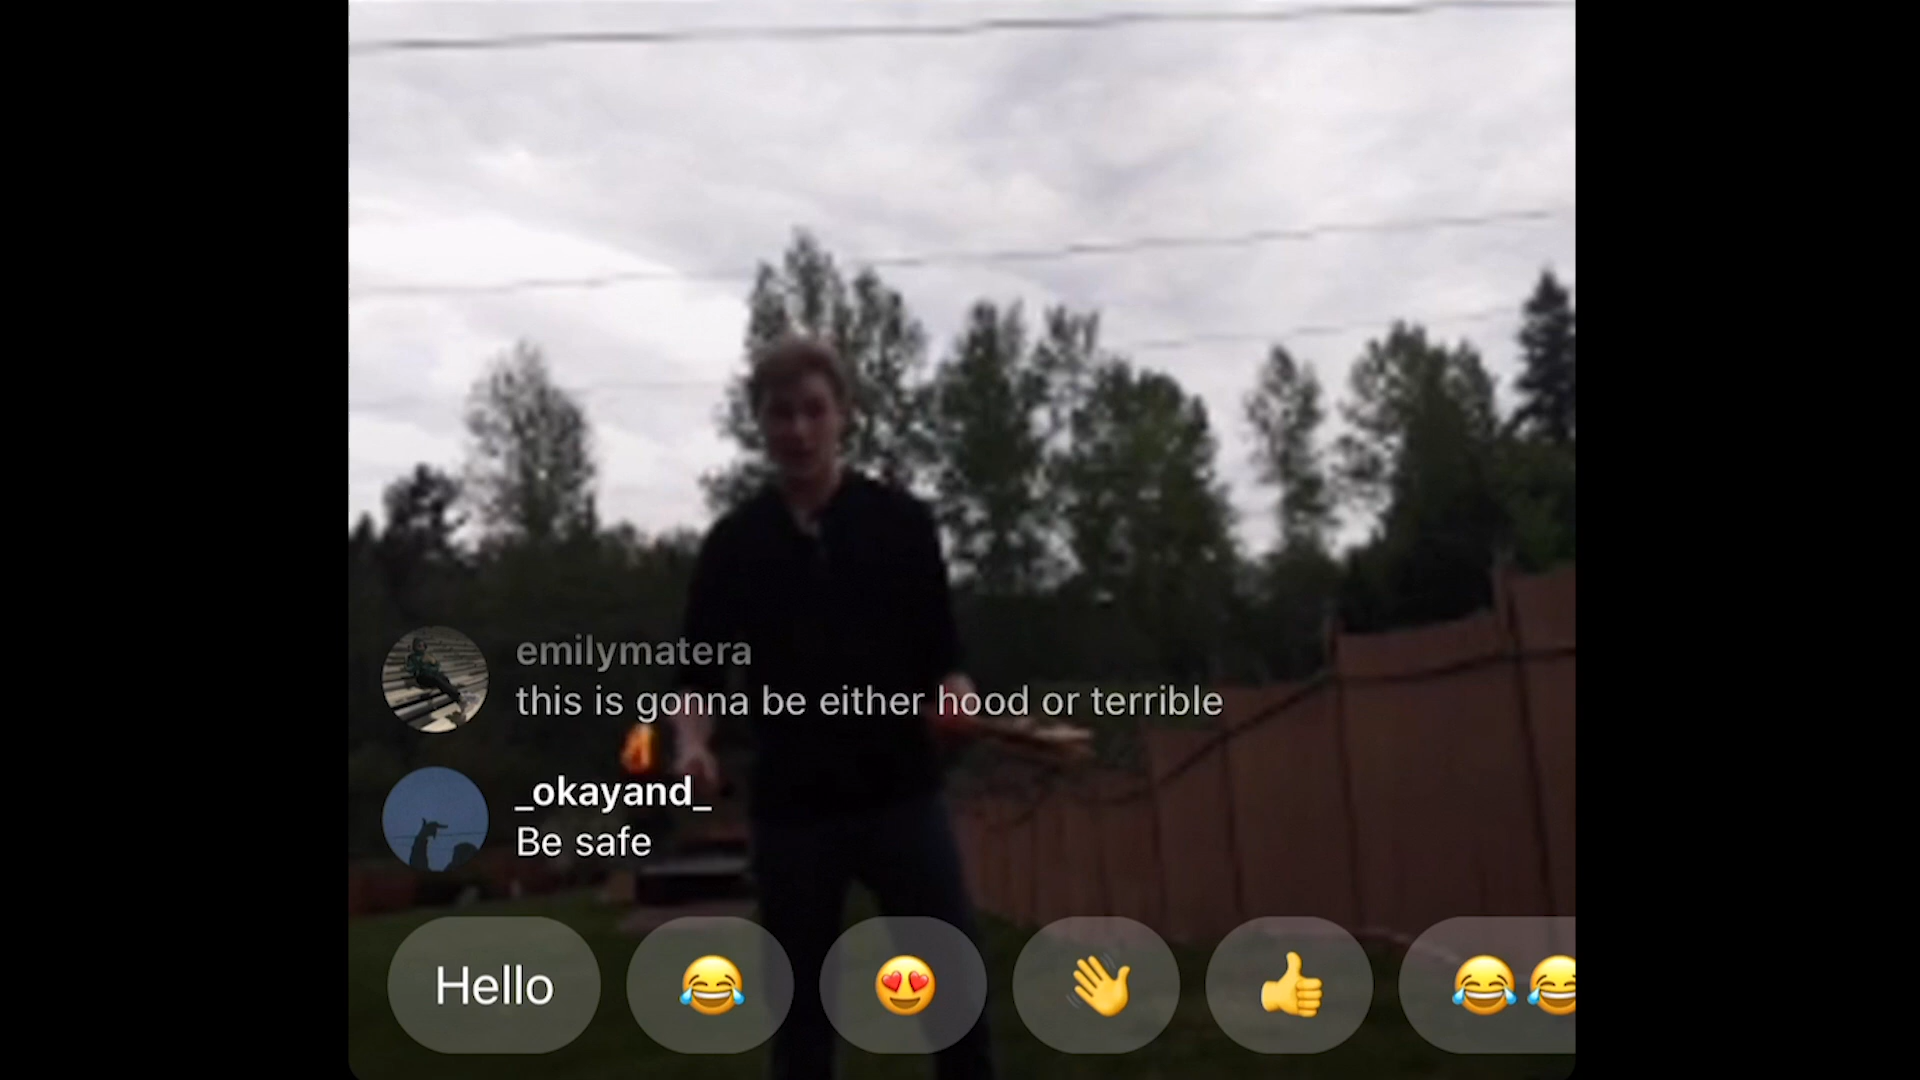 emilymatera
this is gonna be either hood or terrible
_okayand_
Be safe
Hello